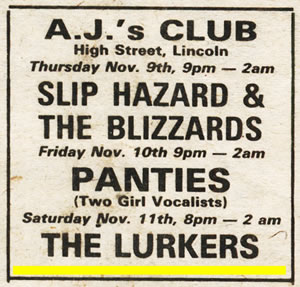 A.J.'s CLUB
High Street, Lincoln
Thursday Nov. 9th, 9pm — 2am
SLIP HAZARD &
THE BLIZZARDS
Friday Nov. 10th 9pm — 2am
PANTIES
(Two Girl Vocalists)
Saturday Nov. 11th, 8pm — 2 am
THE LURKERS